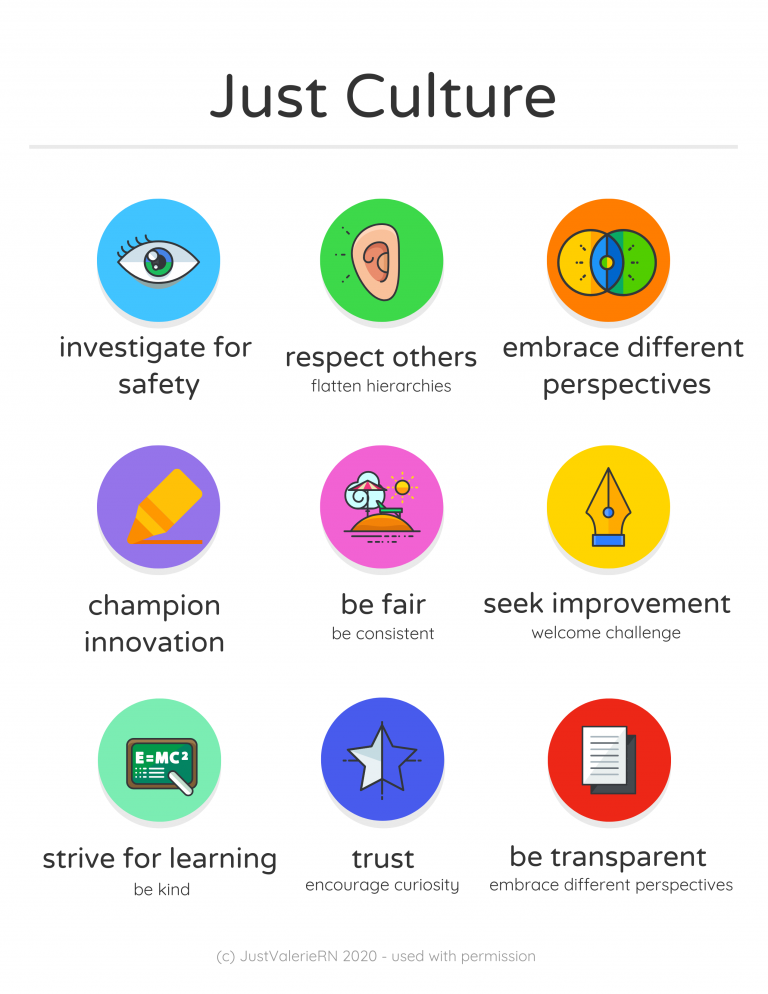 Just Culture
investigate for
safety
respect others
flatten hierarchies
embrace different
perspectives
champion
innovation
be fair
be consistent
seek improvement
welcome challenge
E=MC²
strive for learning
be kind
trust
encourage curiosity
be transparent
embrace different perspectives
(c) JustValerieRN 2020 - used with permission